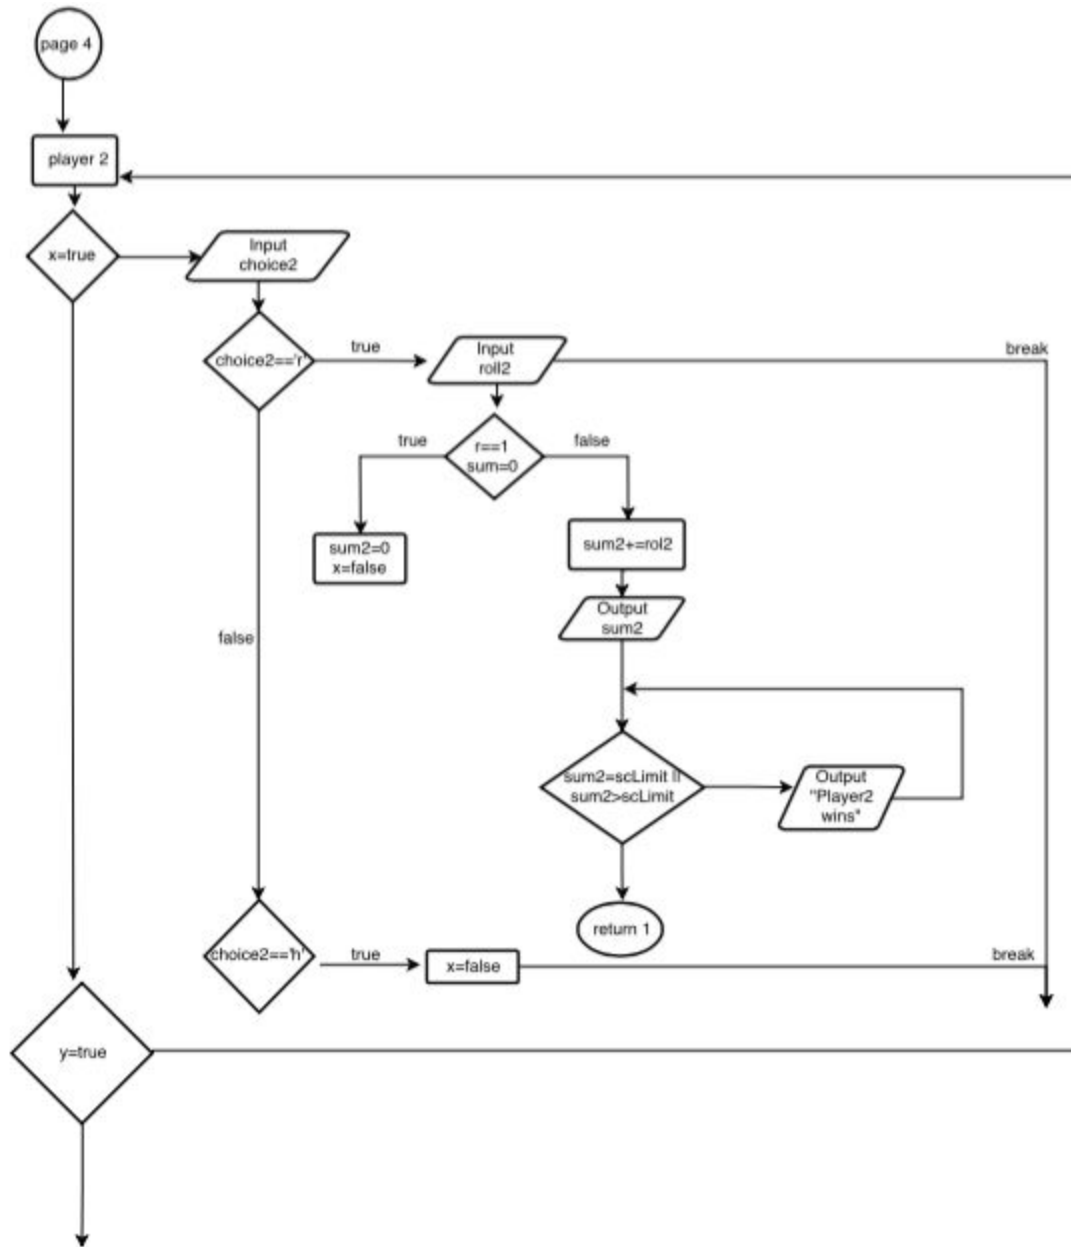 page 4
player 2
x=true
Input
choice2
choice2=='r'
true
Input
roll2
break
true
r==1
sum=0
false
sum2=0
x=false
sum2+=rol2
Output
sum2
false
sum2=scLimit ||
sum2>scLimit
Output
"Player2
wins"
return 1
choice2=='h'
true
x=false
break
y=true